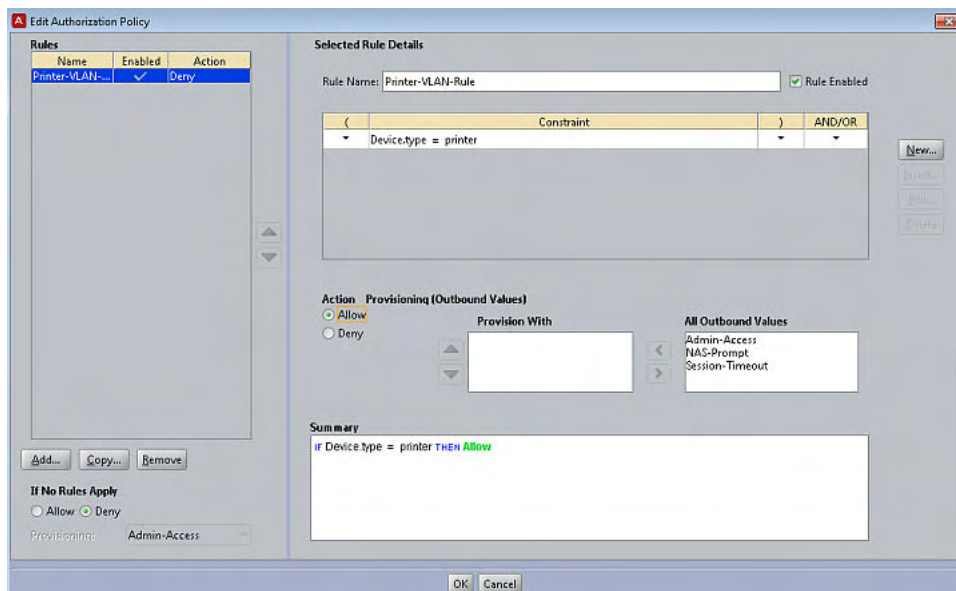 Edit Authorization Policy
Rules
Name Enabled Action
Printer-VLAN-... Deny
Selected Rule Details
Rule Name: Printer-VLAN-Rule Rule Enabled
( Constraint ) AND/OR
Device.type = printer
New...
Delete
Action Provisioning (Outbound Values)
Allow
Deny
Provision With
All Outbound Values
Admin-Access
NAS-Prompt
Session-Timeout
Summary
IF Device.type = printer THEN Allow
Add... Copy... Remove
If No Rules Apply
Allow Deny
Provisioning: Admin-Access
OK Cancel